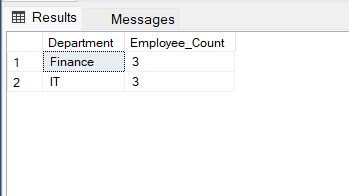 Results Messages
Department Employee_Count
1 Finance 3
2 IT 3